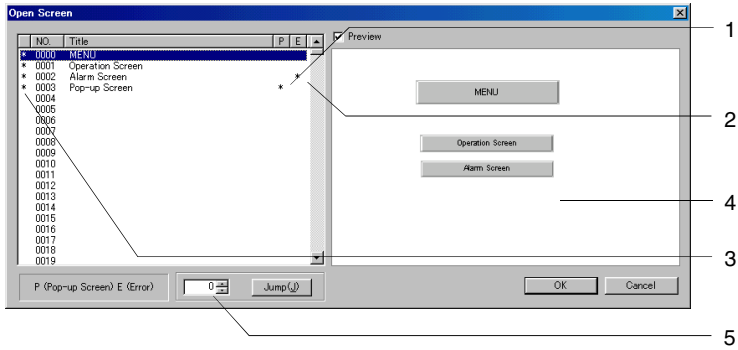 Open Screen
NO. Title P E
Preview
1
* 0000 MENU
* 0001 Operation Screen
* 0002 Alarm Screen *
* 0003 Pop-up Screen *
0004
0005
0006
0007
0008
0009
0010
0011
0012
0013
0014
0015
0016
0017
0018
0019
MENU
Operation Screen
Alarm Screen
2
4
3
P (Pop-up Screen) E (Error)
0
Jump(J)
OK
Cancel
5